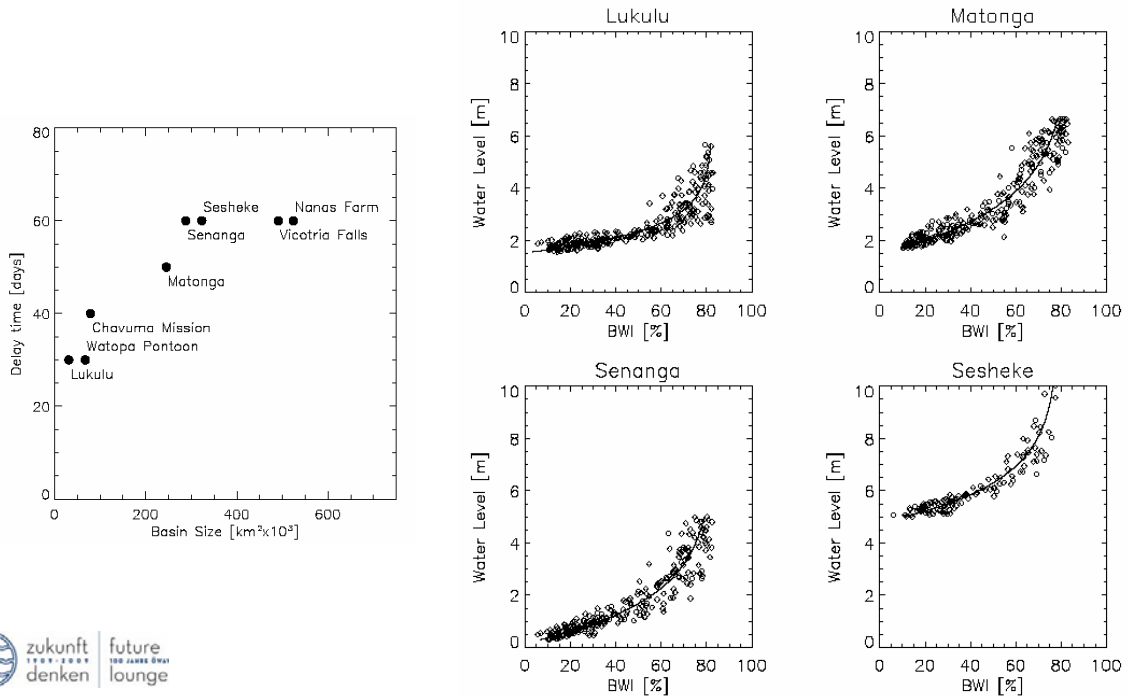 80
60
40
20
0
Delay time [days]
Sesheke
Nanas Farm
Senanga
Vicotria Falls
Matonga
Chavuma Mission
Watopa Pontoon
Lukulu
0 200 400 600
Basin Size [km²x10³]
Lukulu
10
8
6
4
2
0
Water Level [m]
0 20 40 60 80 100
BWI [%]
Matonga
10
8
6
4
2
0
Water Level [m]
0 20 40 60 80 100
BWI [%]
Senanga
10
8
6
4
2
0
Water Level [m]
0 20 40 60 80 100
BWI [%]
Sesheke
10
8
6
4
2
0
Water Level [m]
0 20 40 60 80 100
BWI [%]
zukunft future
1909-2009 100 JAHRE ÖWA
denken lounge